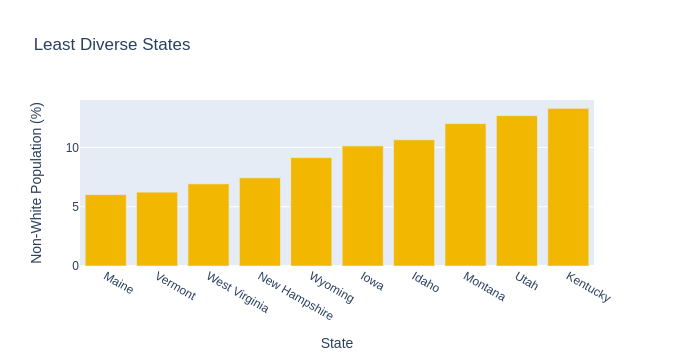 Least Diverse States
Non-White Population (%)
10
5
0
Maine
Vermont
West Virginia
New Hampshire
Wyoming
Iowa
Idaho
Montana
Utah
Kentucky
State